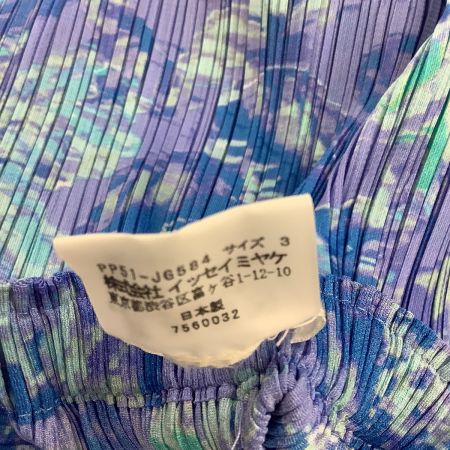 PP51-JG584 サイズ 3
株式会社 イッセイミヤケ
東京都渋谷区富ヶ谷1-12-10
日本製
7560032